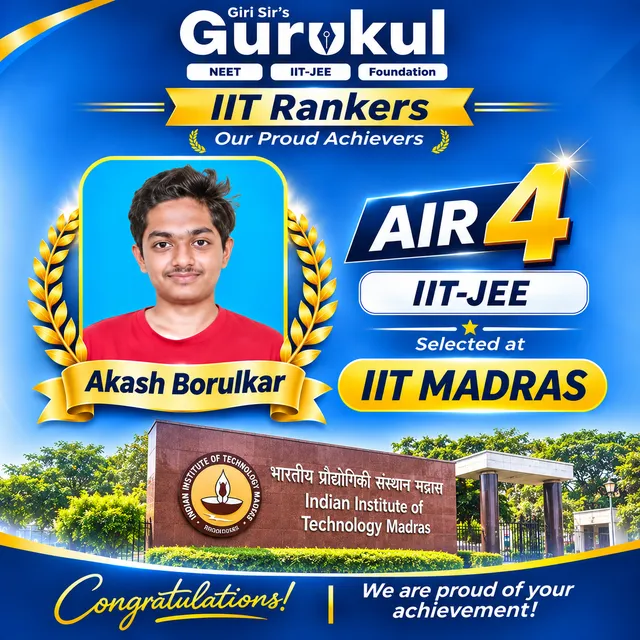 Giri Sir's
Gurukul
NEET IIT-JEE Foundation
IIT Rankers
Our Proud Achievers
AIR 4
IIT-JEE
Selected at
IIT MADRAS
Akash Borulkar
INDIAN INSTITUTE OF TECHNOLOGY MADRAS
भारतीय प्रौद्योगिकी संस्थान मद्रास
Indian Institute of
Technology Madras
Congratulations!
We are proud of your
achievement!